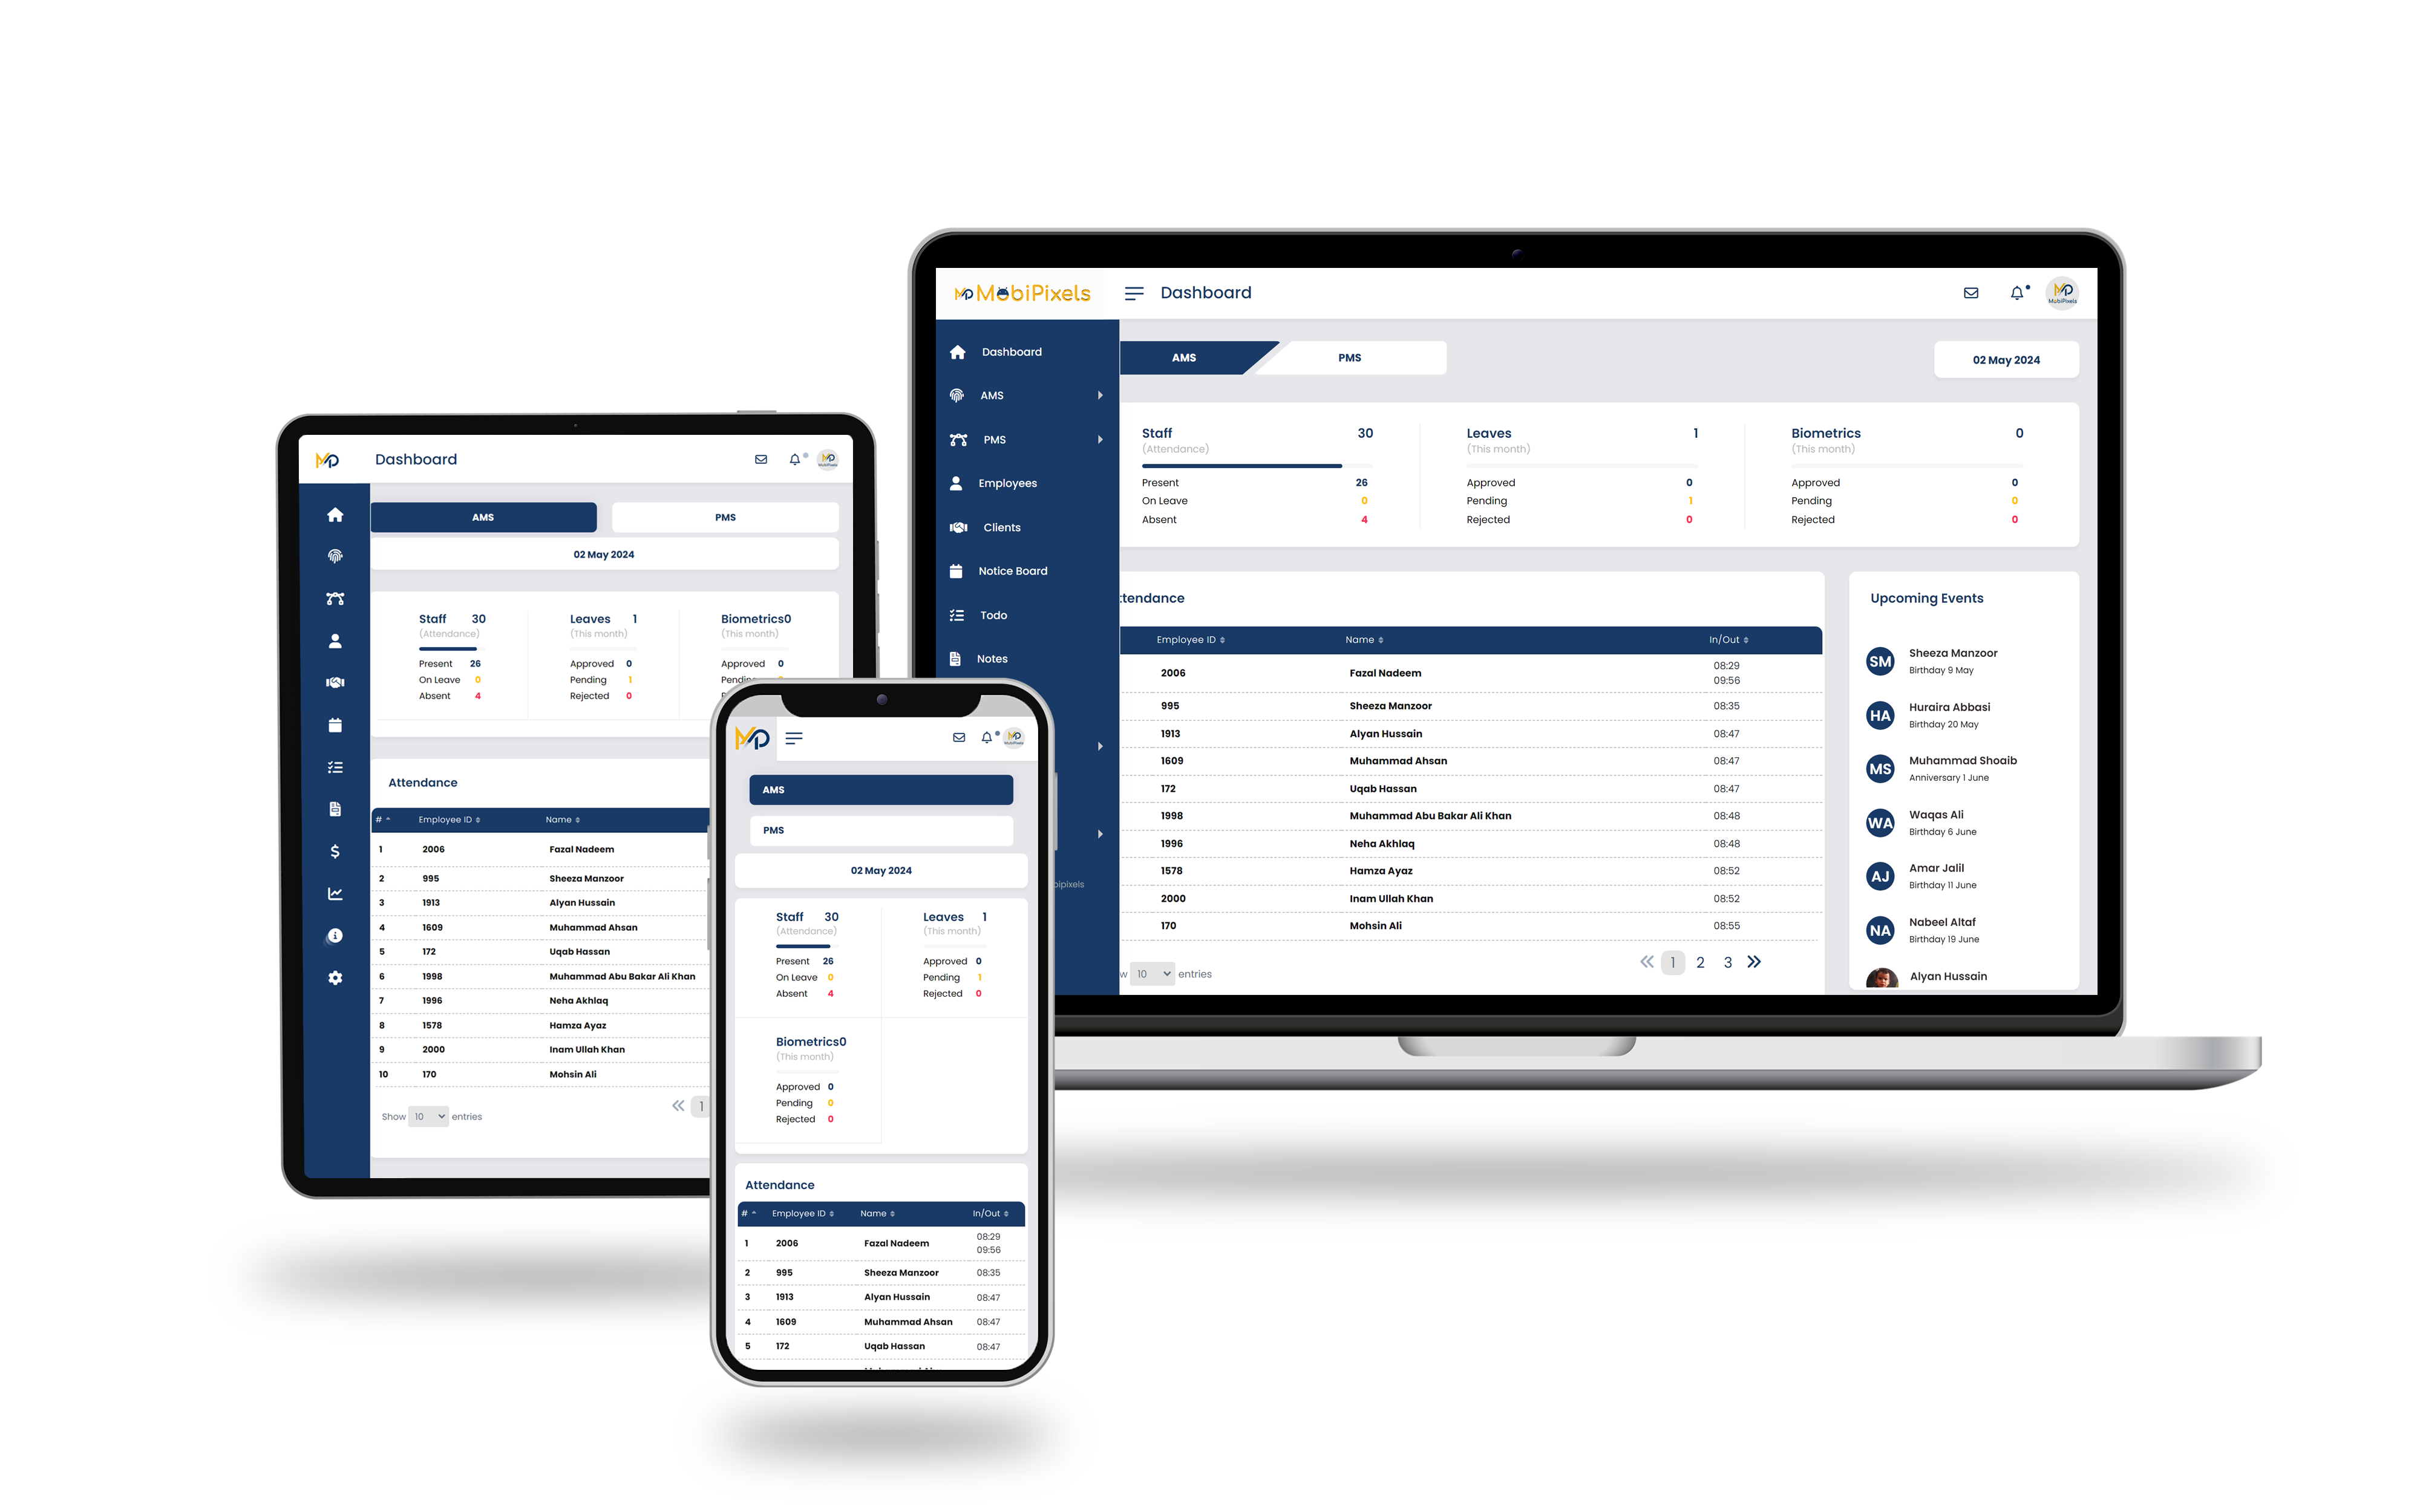 MobiPixels
Dashboard
MobiPixels
Dashboard
AMS
PMS
Employees
Clients
Notice Board
Todo
Notes
AMS
PMS
02 May 2024
Staff 30
(Attendance)
Present 26
On Leave 0
Absent 4
Leaves 1
(This month)
Approved 0
Pending 1
Rejected 0
Biometrics 0
(This month)
Approved 0
Pending 0
Rejected 0
tendance
Employee ID Name In/Out
2006 Fazal Nadeem 08:29
09:56
995 Sheeza Manzoor 08:35
1913 Alyan Hussain 08:47
1609 Muhammad Ahsan 08:47
172 Uqab Hassan 08:47
1998 Muhammad Abu Bakar Ali Khan 08:48
1996 Neha Akhlaq 08:48
1578 Hamza Ayaz 08:52
2000 Inam Ullah Khan 08:52
170 Mohsin Ali 08:55
w 10 entries
1 2 3
Upcoming Events
SM Sheeza Manzoor
Birthday 9 May
HA Huraira Abbasi
Birthday 20 May
MS Muhammad Shoaib
Anniversary 1 June
WA Waqas Ali
Birthday 6 June
AJ Amar Jalil
Birthday 11 June
NA Nabeel Altaf
Birthday 19 June
Alyan Hussain
MP
Dashboard
MobiPixels
AMS
PMS
02 May 2024
Staff 30
(Attendance)
Present 26
On Leave 0
Absent 4
Leaves 1
(This month)
Approved 0
Pending 1
Rejected 0
Biometrics0
(This month)
Approved 0
Attendance
# Employee ID Name
1 2006 Fazal Nadeem
2 995 Sheeza Manzoor
3 1913 Alyan Hussain
4 1609 Muhammad Ahsan
5 172 Uqab Hassan
6 1998 Muhammad Abu Bakar Ali Khan
7 1996 Neha Akhlaq
8 1578 Hamza Ayaz
9 2000 Inam Ullah Khan
10 170 Mohsin Ali
Show 10 entries
1
MP
MobiPixels
AMS
PMS
02 May 2024
Staff 30
(Attendance)
Present 26
On Leave 0
Absent 4
Leaves 1
(This month)
Approved 0
Pending 1
Rejected 0
Biometrics0
(This month)
Approved 0
Pending 0
Rejected 0
Attendance
# Employee ID Name In/Out
1 2006 Fazal Nadeem 08:29
09:56
2 995 Sheeza Manzoor 08:35
3 1913 Alyan Hussain 08:47
4 1609 Muhammad Ahsan 08:47
5 172 Uqab Hassan 08:47